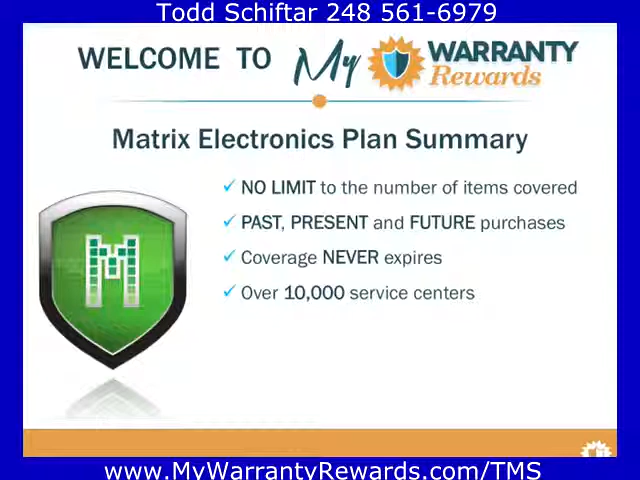 Todd Schiftar 248 561-6979
WELCOME TO My WARRANTY Rewards
Matrix Electronics Plan Summary
✓ NO LIMIT to the number of items covered
✓ PAST, PRESENT and FUTURE purchases
✓ Coverage NEVER expires
✓ Over 10,000 service centers
M
www.MyWarrantyRewards.com/TMS